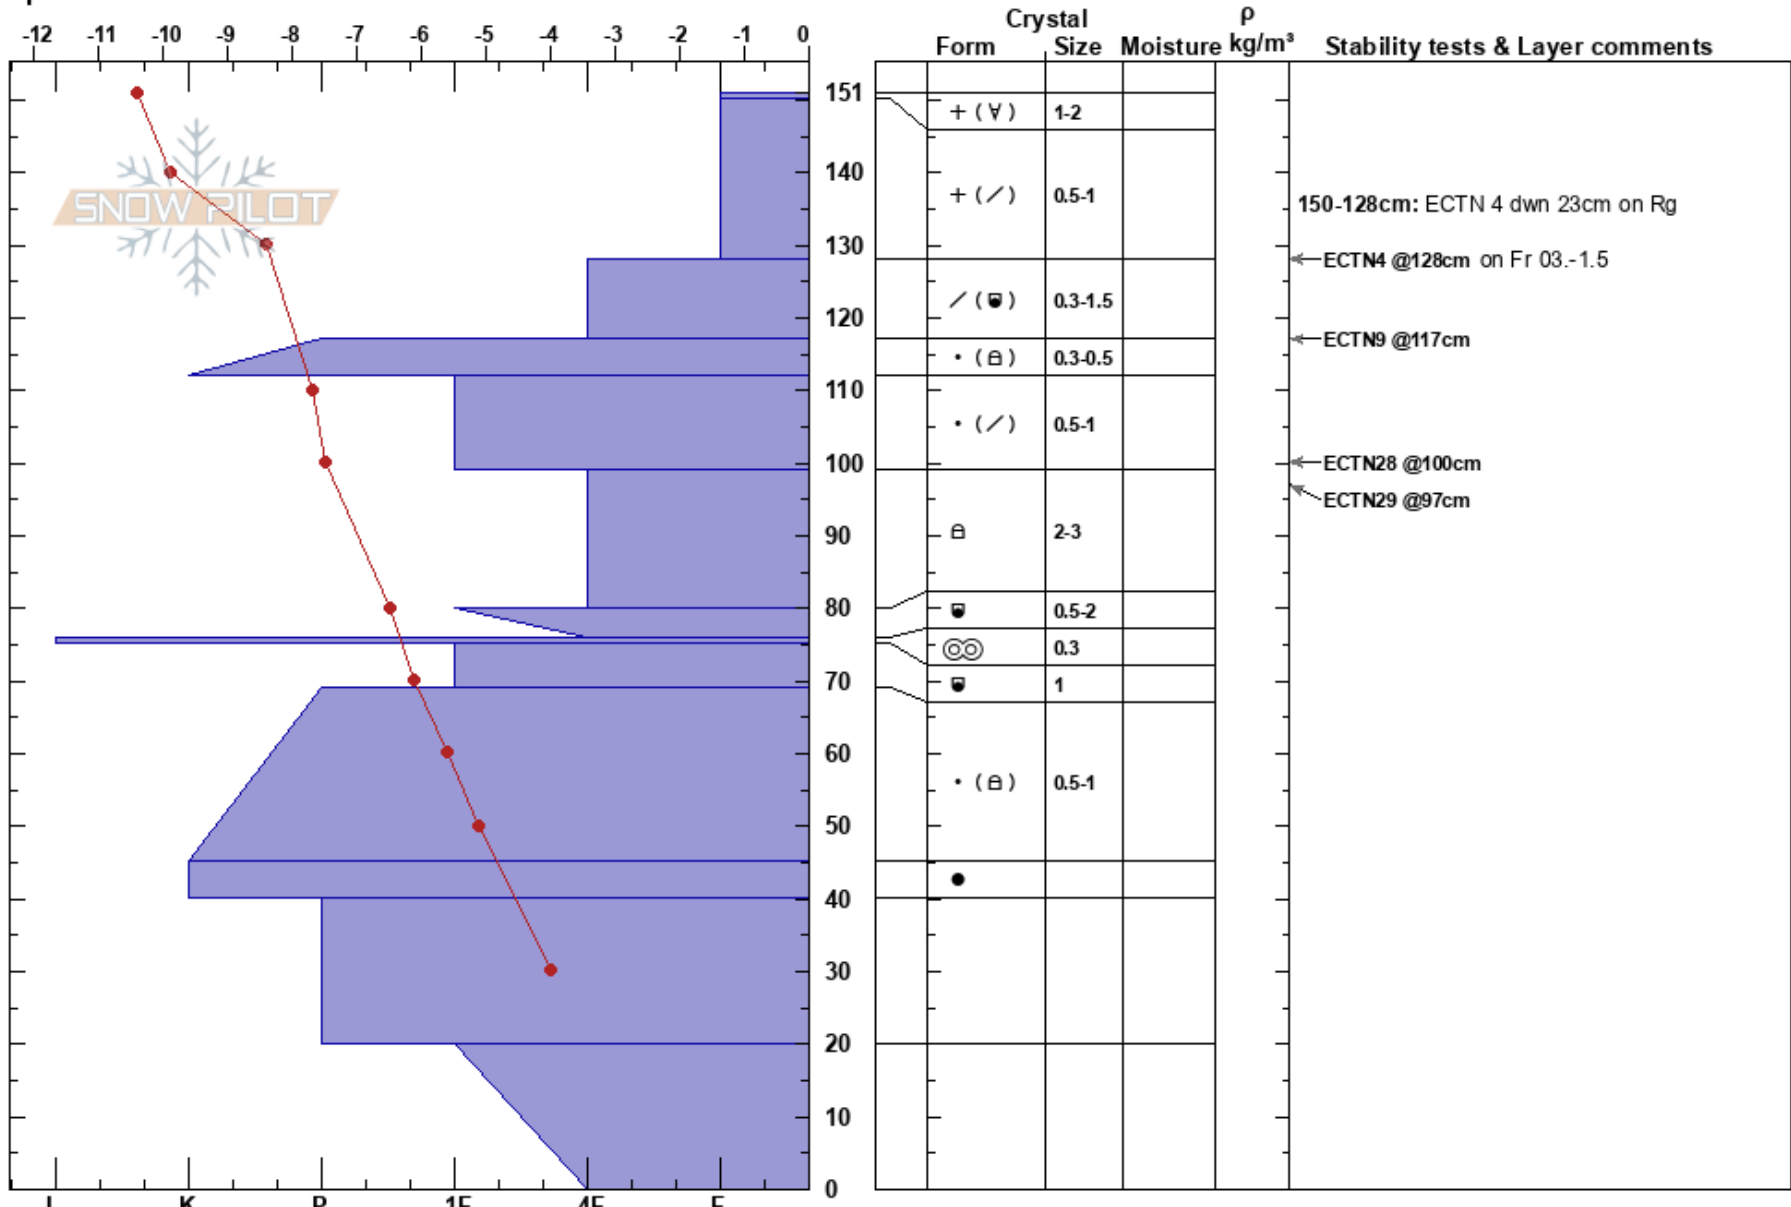 Crystal ρ
-12 -11 -10 -9 -8 -7 -6 -5 -4 -3 -2 -1 0 Form Size Moisture kg/m³ Stability tests & Layer comments
151
+ (∀) 1-2
140
SNOW PILOT
+ (/) 0.5-1
150-128cm: ECTN 4 dwn 23cm on Rg
130
ECTN4 @128cm on Fr 03.-1.5
/ ( ) 0.3-1.5
120
ECTN9 @117cm
• ( ) 0.3-0.5
110
• (/) 0.5-1
100 ECTN28 @100cm
ECTN29 @97cm
90 2-3
80 0.5-2
0.3
70 1
60
• ( ) 0.5-1
50
40
30
20
10
0
I K P 1F 4F F